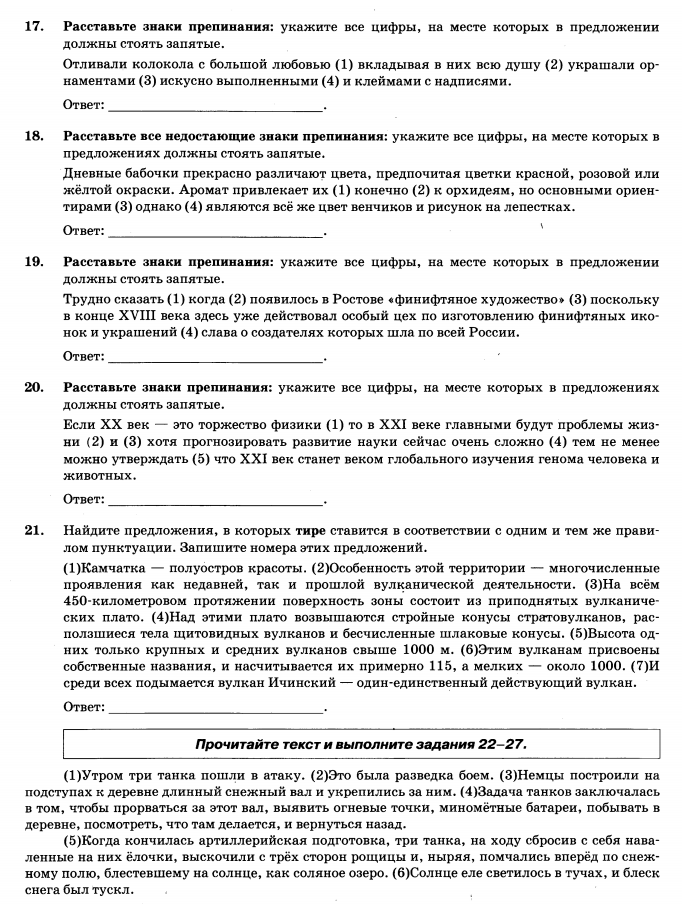 17. Расставьте знаки препинания: укажите все цифры, на месте которых в предложении
должны стоять запятые.
Отливали колокола с большой любовью (1) вкладывая в них всю душу (2) украшали ор-
наментами (3) искусно выполненными (4) и клеймами с надписями.
Ответ: ______________________________.
18. Расставьте все недостающие знаки препинания: укажите все цифры, на месте которых в
предложениях должны стоять запятые.
Дневные бабочки прекрасно различают цвета, предпочитая цветки красной, розовой или
жёлтой окраски. Аромат привлекает их (1) конечно (2) к орхидеям, но основными ориен-
тирами (3) однако (4) являются всё же цвет венчиков и рисунок на лепестках.
Ответ: ______________________________.
19. Расставьте знаки препинания: укажите все цифры, на месте которых в предложении
должны стоять запятые.
Трудно сказать (1) когда (2) появилось в Ростове «финифтяное художество» (3) поскольку
в конце XVIII века здесь уже действовал особый цех по изготовлению финифтяных ико-
нок и украшений (4) слава о создателях которых шла по всей России.
Ответ: ______________________________.
20. Расставьте знаки препинания: укажите все цифры, на месте которых в предложениях
должны стоять запятые.
Если XX век — это торжество физики (1) то в XXI веке главными будут проблемы жиз-
ни (2) и (3) хотя прогнозировать развитие науки сейчас очень сложно (4) тем не менее
можно утверждать (5) что XXI век станет веком глобального изучения генома человека и
животных.
Ответ: ______________________________.
21. Найдите предложения, в которых тире ставится в соответствии с одним и тем же прави-
лом пунктуации. Запишите номера этих предложений.
(1)Камчатка — полуостров красоты. (2)Особенность этой территории — многочисленные
проявления как недавней, так и прошлой вулканической деятельности. (3)На всём
450-километровом протяжении поверхность зоны состоит из приподнятых вулканиче-
ских плато. (4)Над этими плато возвышаются стройные конусы стратовулканов, рас-
ползшиеся тела щитовидных вулканов и бесчисленные шлаковые конусы. (5)Высота од-
них только крупных и средних вулканов свыше 1000 м. (6)Этим вулканам присвоены
собственные названия, и насчитывается их примерно 115, а мелких — около 1000. (7)И
среди всех подымается вулкан Ичинский — один-единственный действующий вулкан.
Ответ: ______________________________.
Прочитайте текст и выполните задания 22–27.
(1)Утром три танка пошли в атаку. (2)Это была разведка боем. (3)Немцы построили на
подступах к деревне длинный снежный вал и укрепились за ним. (4)Задача танков заключалась
в том, чтобы прорваться за этот вал, выявить огневые точки, миномётные батареи, побывать в
деревне, посмотреть, что там делается, и вернуться назад.
(5)Когда кончилась артиллерийская подготовка, три танка, на ходу сбросив с себя нава-
ленные на них ёлочки, выскочили с трёх сторон рощицы и, ныряя, помчались вперёд по снеж-
ному полю, блестевшему на солнце, как соляное озеро. (6)Солнце еле светилось в тучах, и блеск
снега был тускл.